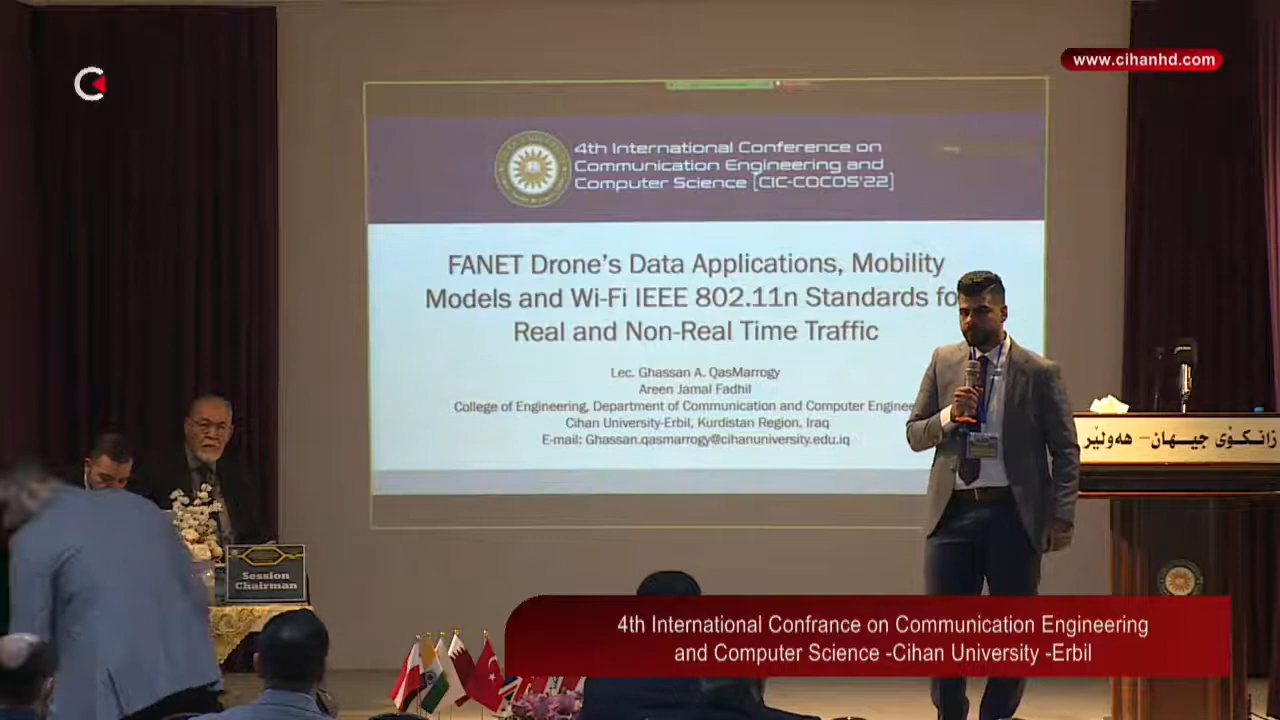 www.cihanhd.com
4th International Conference on
Communication Engineering and
Computer Science [CIC-COCOS'22]
FANET Drone's Data Applications, Mobility
Models and Wi-Fi IEEE 802.11n Standards
Real and Non-Real Time Traffic
Lec. Ghassan A. QasMarrogy
Areen Jamal Fadhil
College of Engineering, Department of Communication and Computer
Cihan University-Erbil, Kurdistan Region, Iraq
E-mail: Ghassan.qasmarrogy@cihanuniversity.edu.iq
زانکۆی جیهان - هەولێر
Session
Chairman
4th International Confrance on Communication Engineering
and Computer Science -Cihan University -Erbil